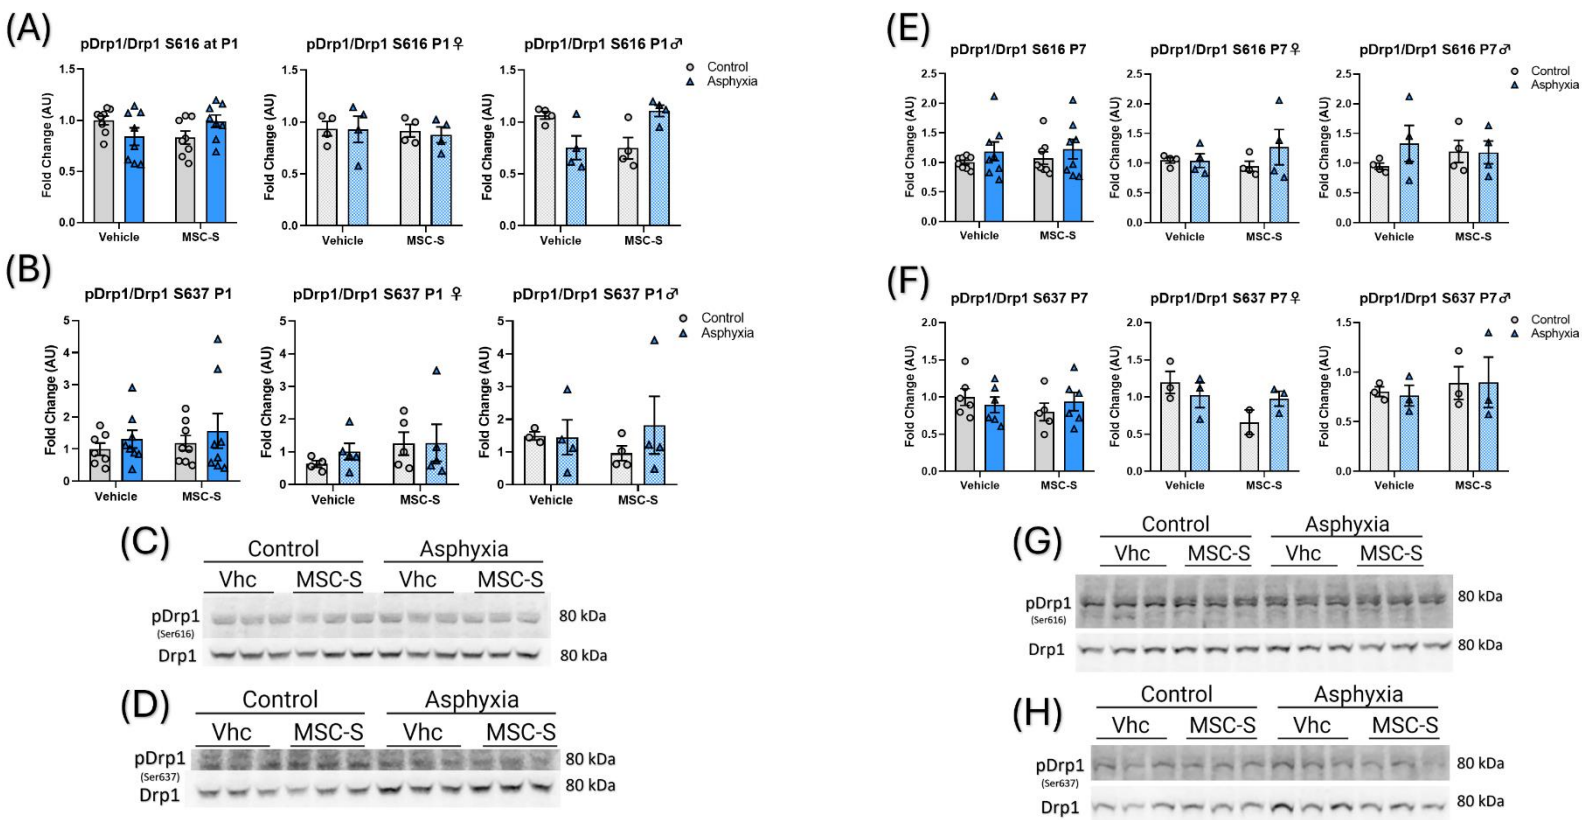 (A)
pDrp1/Drp1 S616 at P1
pDrp1/Drp1 S616 P1 ♀
pDrp1/Drp1 S616 P1♂
Control
Asphyxia
Fold Change (AU)
1.5
1.0
0.5
0.0
Vehicle
MSC-S
Fold Change (AU)
1.5
1.0
0.5
0.0
Vehicle
MSC-S
Fold Change (AU)
1.5
1.0
0.5
0.0
Vehicle
MSC-S
(B)
pDrp1/Drp1 S637 P1
pDrp1/Drp1 S637 P1 ♀
pDrp1/Drp1 S637 P1♂
Control
Asphyxia
Fold Change (AU)
5
4
3
2
1
0
Vehicle
MSC-S
Fold Change (AU)
5
4
3
2
1
0
Vehicle
MSC-S
Fold Change (AU)
5
4
3
2
1
0
Vehicle
MSC-S
(C)
Control
Asphyxia
Vhc
MSC-S
Vhc
MSC-S
pDrp1
(Ser616)
80 kDa
Drp1
80 kDa
(D)
Control
Asphyxia
Vhc
MSC-S
Vhc
MSC-S
pDrp1
(Ser637)
80 kDa
Drp1
80 kDa
(E)
pDrp1/Drp1 S616 P7
pDrp1/Drp1 S616 P7♀
pDrp1/Drp1 S616 P7♂
Control
Asphyxia
Fold Change (AU)
2.5
2.0
1.5
1.0
0.5
0.0
Vehicle
MSC-S
Fold Change (AU)
2.5
2.0
1.5
1.0
0.5
0.0
Vehicle
MSC-S
Fold Change (AU)
2.5
2.0
1.5
1.0
0.5
0.0
Vehicle
MSC-S
(F)
pDrp1/Drp1 S637 P7
pDrp1/Drp1 S637 P7♀
pDrp1/Drp1 S637 P7♂
Control
Asphyxia
Fold Change (AU)
2.0
1.5
1.0
0.5
0.0
Vehicle
MSC-S
Fold Change (AU)
2.0
1.5
1.0
0.5
0.0
Vehicle
MSC-S
Fold Change (AU)
1.5
1.0
0.5
0.0
Vehicle
MSC-S
(G)
Control
Asphyxia
Vhc
MSC-S
Vhc
MSC-S
pDrp1
(Ser616)
80 kDa
Drp1
80 kDa
(H)
Control
Asphyxia
Vhc
MSC-S
Vhc
MSC-S
pDrp1
(Ser637)
80 kDa
Drp1
80 kDa